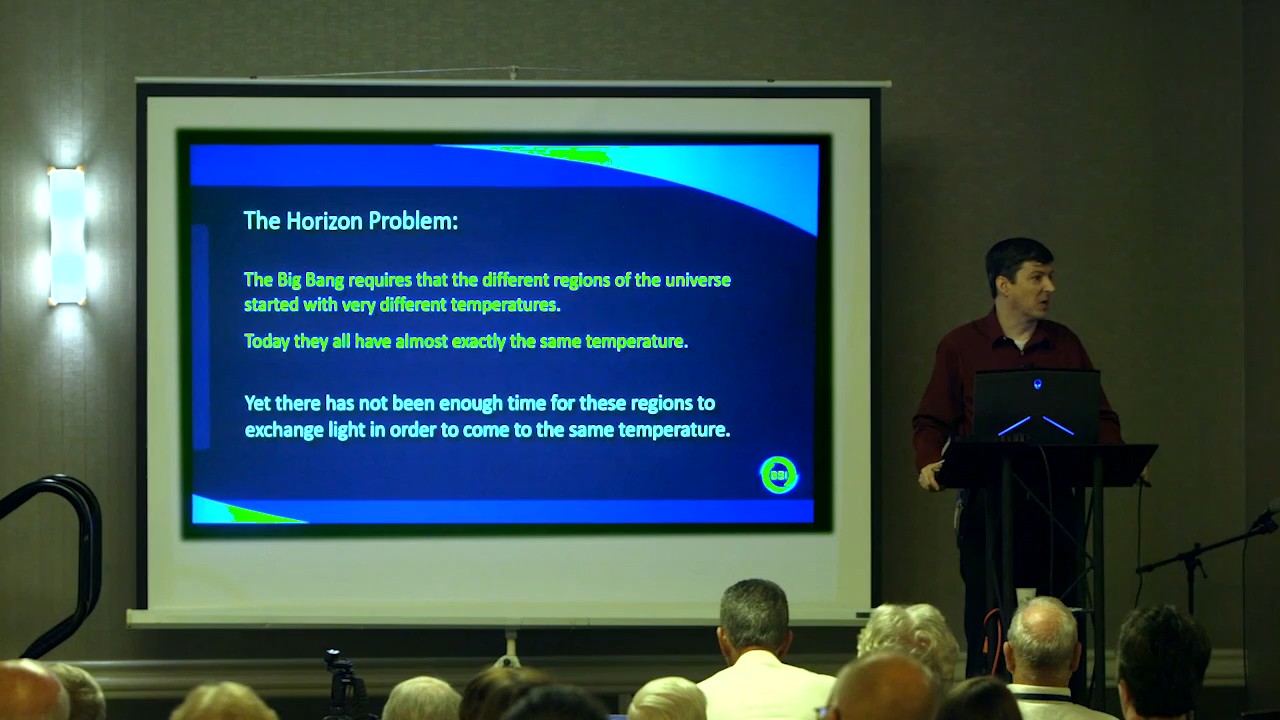 The Horizon Problem:
The Big Bang requires that the different regions of the universe
started with very different temperatures.
Today they all have almost exactly the same temperature.
Yet there has not been enough time for these regions to
exchange light in order to come to the same temperature.